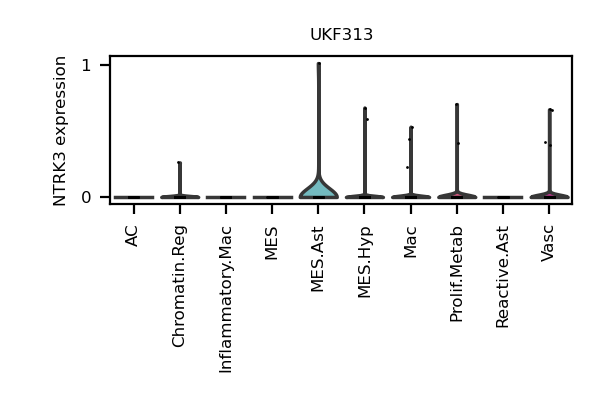 UKF313
NTRK3 expression
1
0
AC
Chromatin.Reg
Inflammatory.Mac
MES
MES.Ast
MES.Hyp
Mac
Prolif.Metab
Reactive.Ast
Vasc